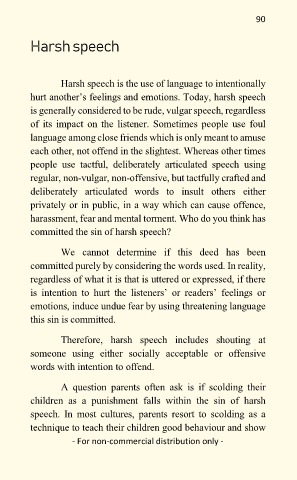 90
Harsh speech
Harsh speech is the use of language to intentionally
hurt another's feelings and emotions. Today, harsh speech
is generally considered to be rude, vulgar speech, regardless
of its impact on the listener. Sometimes people use foul
language among close friends which is only meant to amuse
each other, not offend in the slightest. Whereas other times
people use tactful, deliberately articulated speech using
regular, non-vulgar, non-offensive, but tactfully crafted and
deliberately articulated words to insult others either
privately or in public, in a way which can cause offence,
harassment, fear and mental torment. Who do you think has
committed the sin of harsh speech?
We cannot determine if this deed has been
committed purely by considering the words used. In reality,
regardless of what it is that is uttered or expressed, if there
is intention to hurt the listeners' or readers' feelings or
emotions, induce undue fear by using threatening language
this sin is committed.
Therefore, harsh speech includes shouting at
someone using either socially acceptable or offensive
words with intention to offend.
A question parents often ask is if scolding their
children as a punishment falls within the sin of harsh
speech. In most cultures, parents resort to scolding as a
technique to teach their children good behaviour and show
- For non-commercial distribution only -